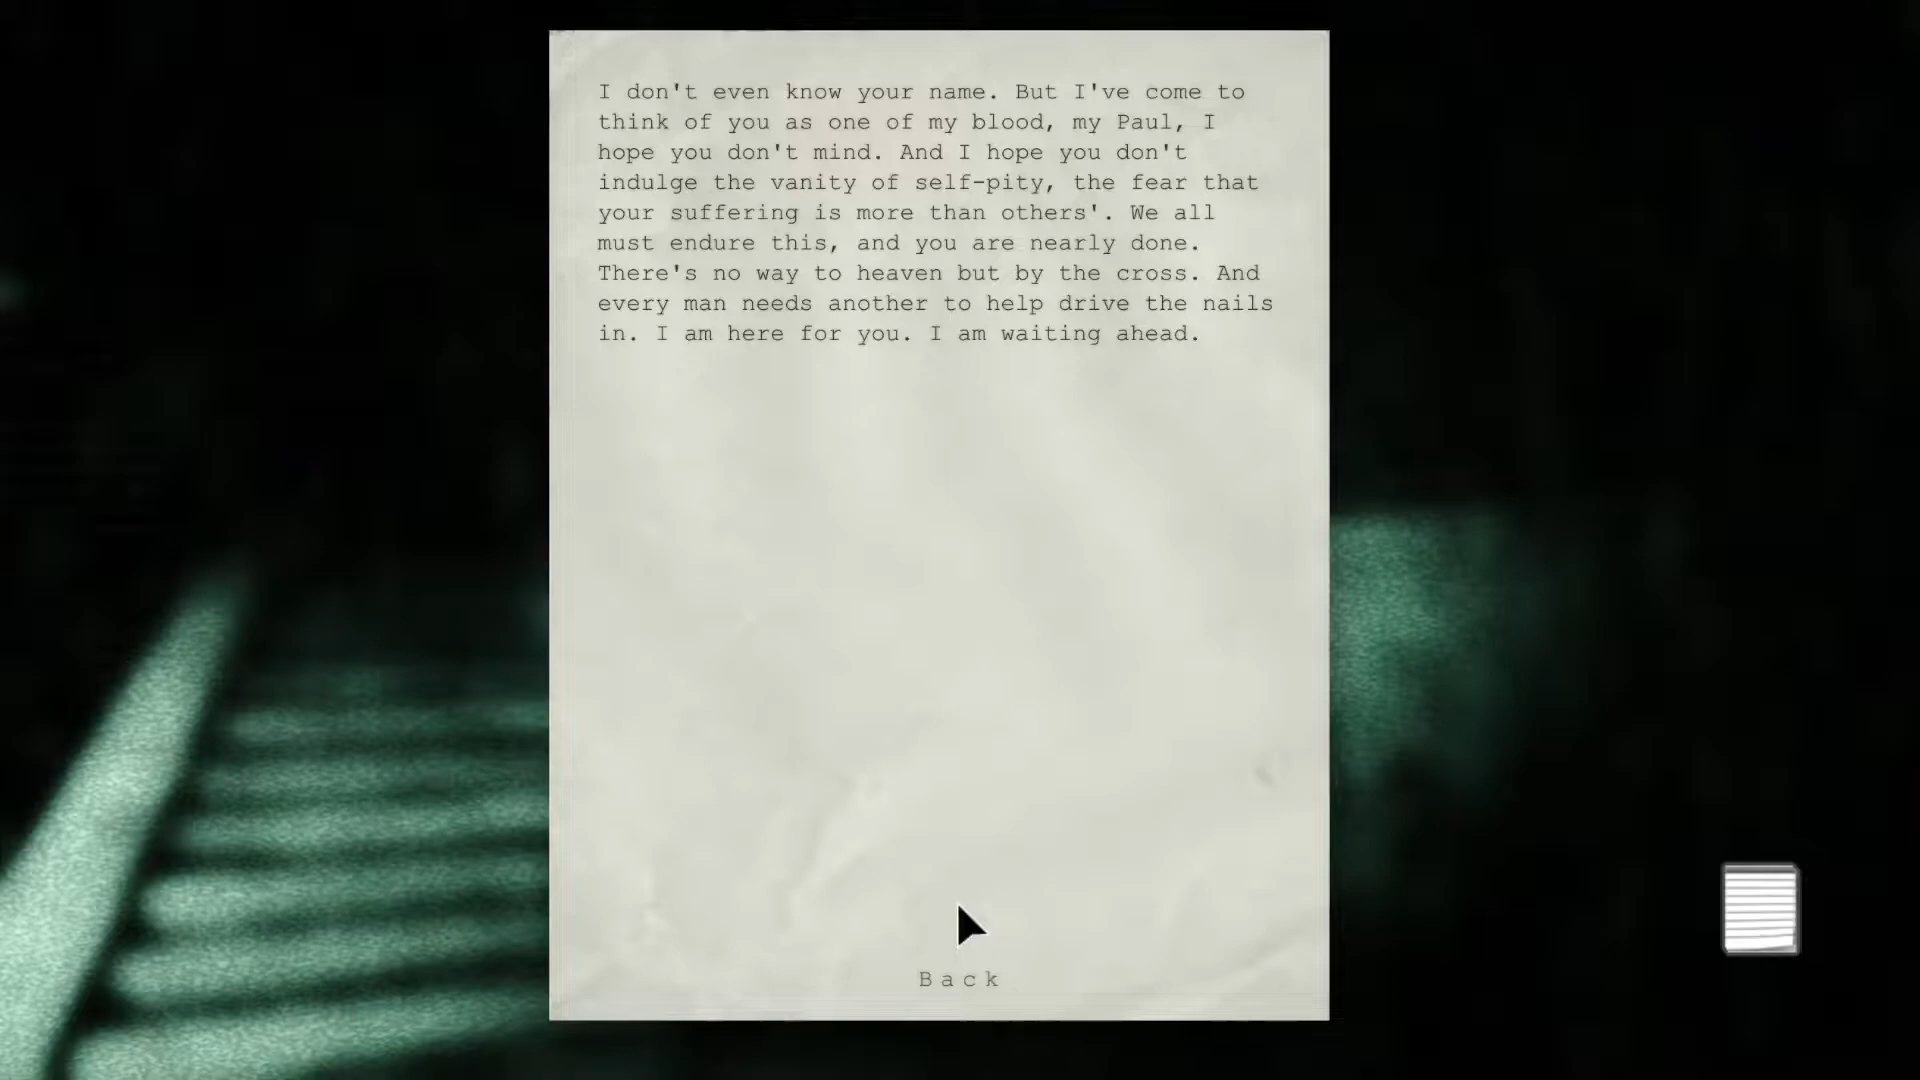 I don't even know your name. But I've come to
think of you as one of my blood, my Paul, I
hope you don't mind. And I hope you don't
indulge the vanity of self-pity, the fear that
your suffering is more than others'. We all
must endure this, and you are nearly done.
There's no way to heaven but by the cross. And
every man needs another to help drive the nails
in. I am here for you. I am waiting ahead.
Back